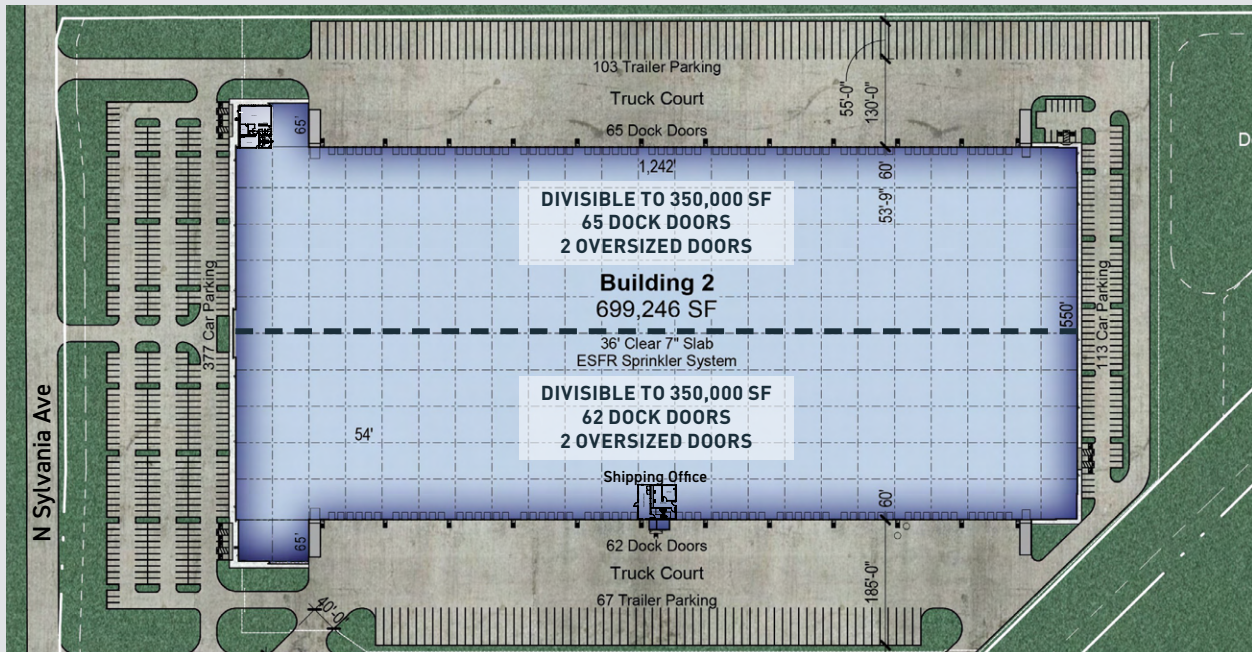 103 Trailer Parking
Truck Court
65 Dock Doors
55'-0"
130'-0"
65'
1,242'
60'
53'-9"
DIVISIBLE TO 350,000 SF
65 DOCK DOORS
2 OVERSIZED DOORS
Building 2
699,246 SF
36' Clear 7" Slab
ESFR Sprinkler System
377 Car Parking
550'
113 Car Parking
DIVISIBLE TO 350,000 SF
62 DOCK DOORS
2 OVERSIZED DOORS
54'
N Sylvania Ave
Shipping Office
60'
65'
62 Dock Doors
Truck Court
67 Trailer Parking
185'-0"
40'-0"
D